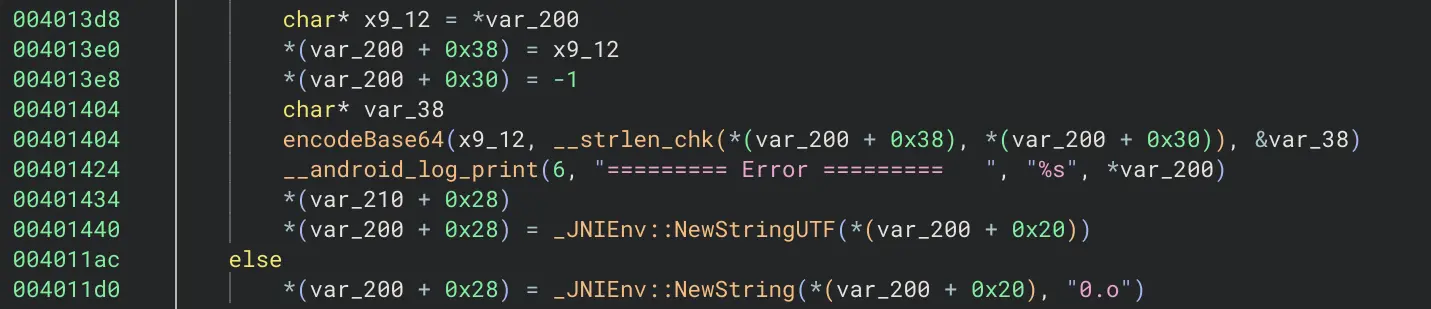 004013d8 char* x9_12 = *var_200
004013e0 *(var_200 + 0x38) = x9_12
004013e8 *(var_200 + 0x30) = -1
00401404 char* var_38
00401404 encodeBase64(x9_12, __strlen_chk(*(var_200 + 0x38), *(var_200 + 0x30)), &var_38)
00401424 __android_log_print(6, "========= Error =========   ", "%s", *var_200)
00401434 *(var_210 + 0x28)
00401440 *(var_200 + 0x28) = _JNIEnv::NewStringUTF(*(var_200 + 0x20))
004011ac else
004011d0 *(var_200 + 0x28) = _JNIEnv::NewString(*(var_200 + 0x20), "0.o")